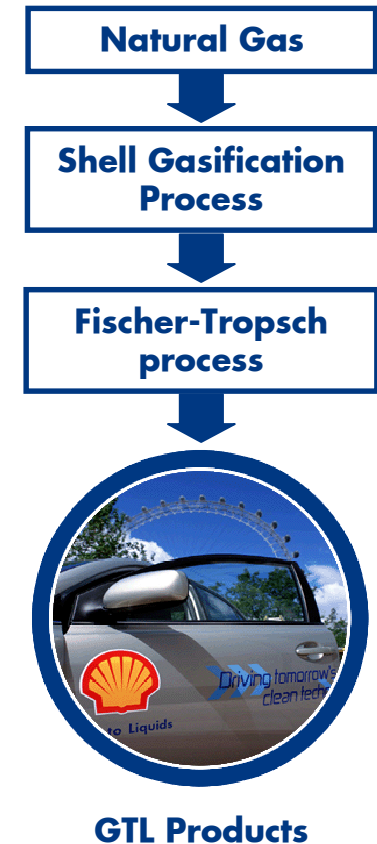 Natural Gas
Shell Gasification
Process
Fischer-Tropsch
process
Driving tomorrow's
clean tech
to Liquids
GTL Products